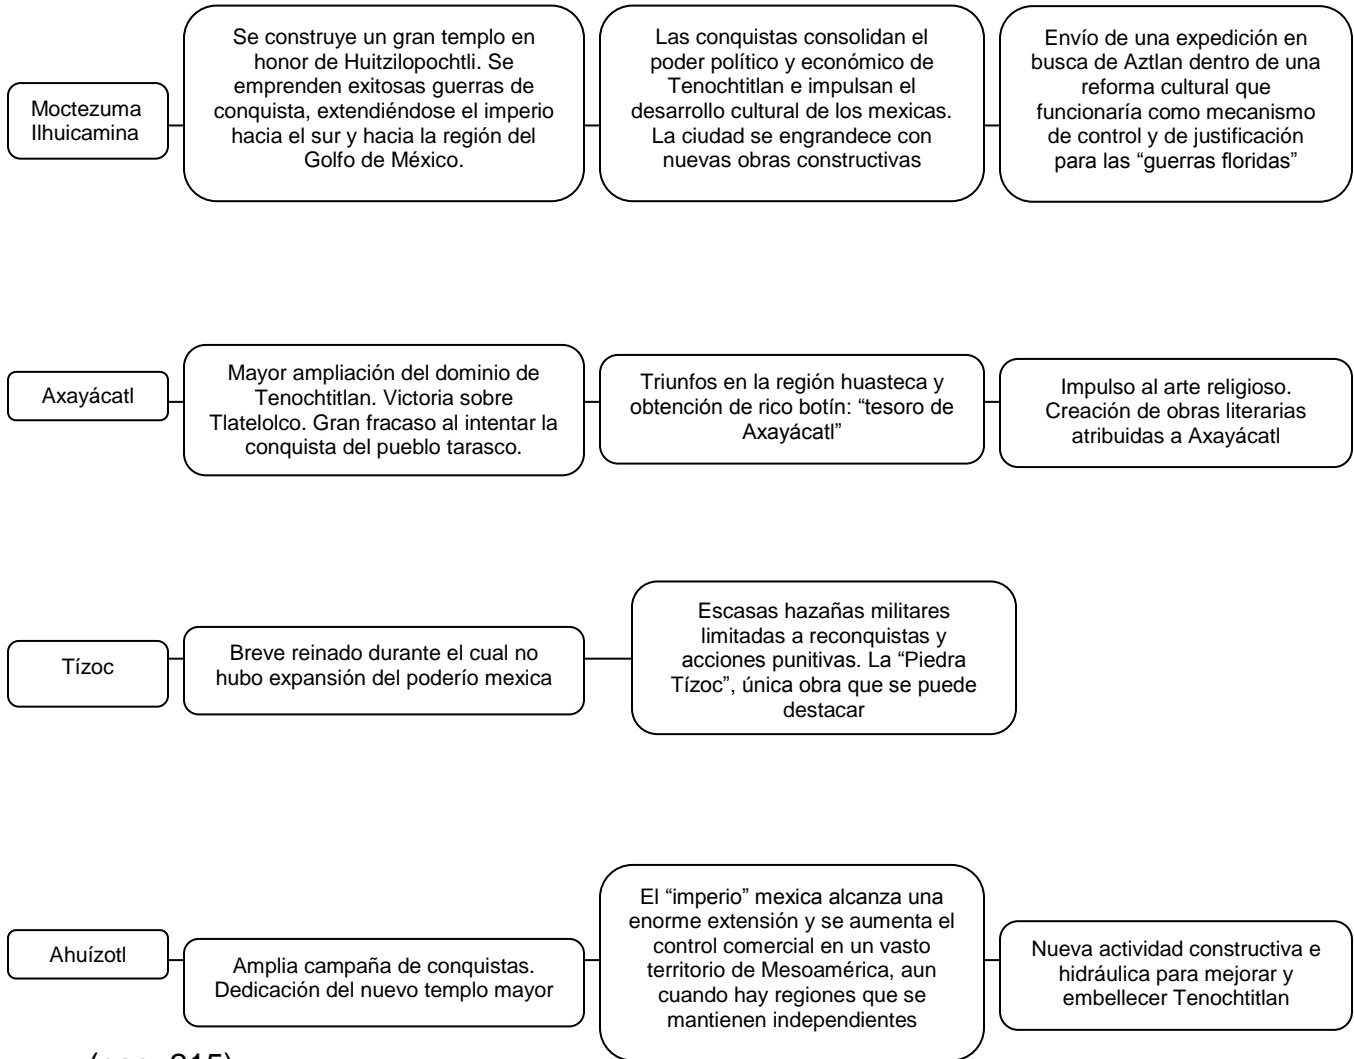 Moctezuma
Ilhuicamina
Se construye un gran templo en
honor de Huitzilopochtli. Se
emprenden exitosas guerras de
conquista, extendiéndose el imperio
hacia el sur y hacia la región del
Golfo de México.
Las conquistas consolidan el
poder político y económico de
Tenochtitlan e impulsan el
desarrollo cultural de los mexicas.
La ciudad se engrandece con
nuevas obras constructivas
Envío de una expedición en
busca de Aztlan dentro de una
reforma cultural que
funcionaría como mecanismo
de control y de justificación
para las “guerras floridas”
Axayácatl
Mayor ampliación del dominio de
Tenochtitlan. Victoria sobre
Tlatelolco. Gran fracaso al intentar la
conquista del pueblo tarasco.
Triunfos en la región huasteca y
obtención de rico botín: “tesoro de
Axayácatl”
Impulso al arte religioso.
Creación de obras literarias
atribuidas a Axayácatl
Tízoc
Breve reinado durante el cual no
hubo expansión del poderío mexica
Escasas hazañas militares
limitadas a reconquistas y
acciones punitivas. La “Piedra
Tízoc”, única obra que se puede
destacar
Ahuízotl
Amplia campaña de conquistas.
Dedicación del nuevo templo mayor
El “imperio” mexica alcanza una
enorme extensión y se aumenta el
control comercial en un vasto
territorio de Mesoamérica, aun
cuando hay regiones que se
mantienen independientes
Nueva actividad constructiva e
hidráulica para mejorar y
embellecer Tenochtitlan